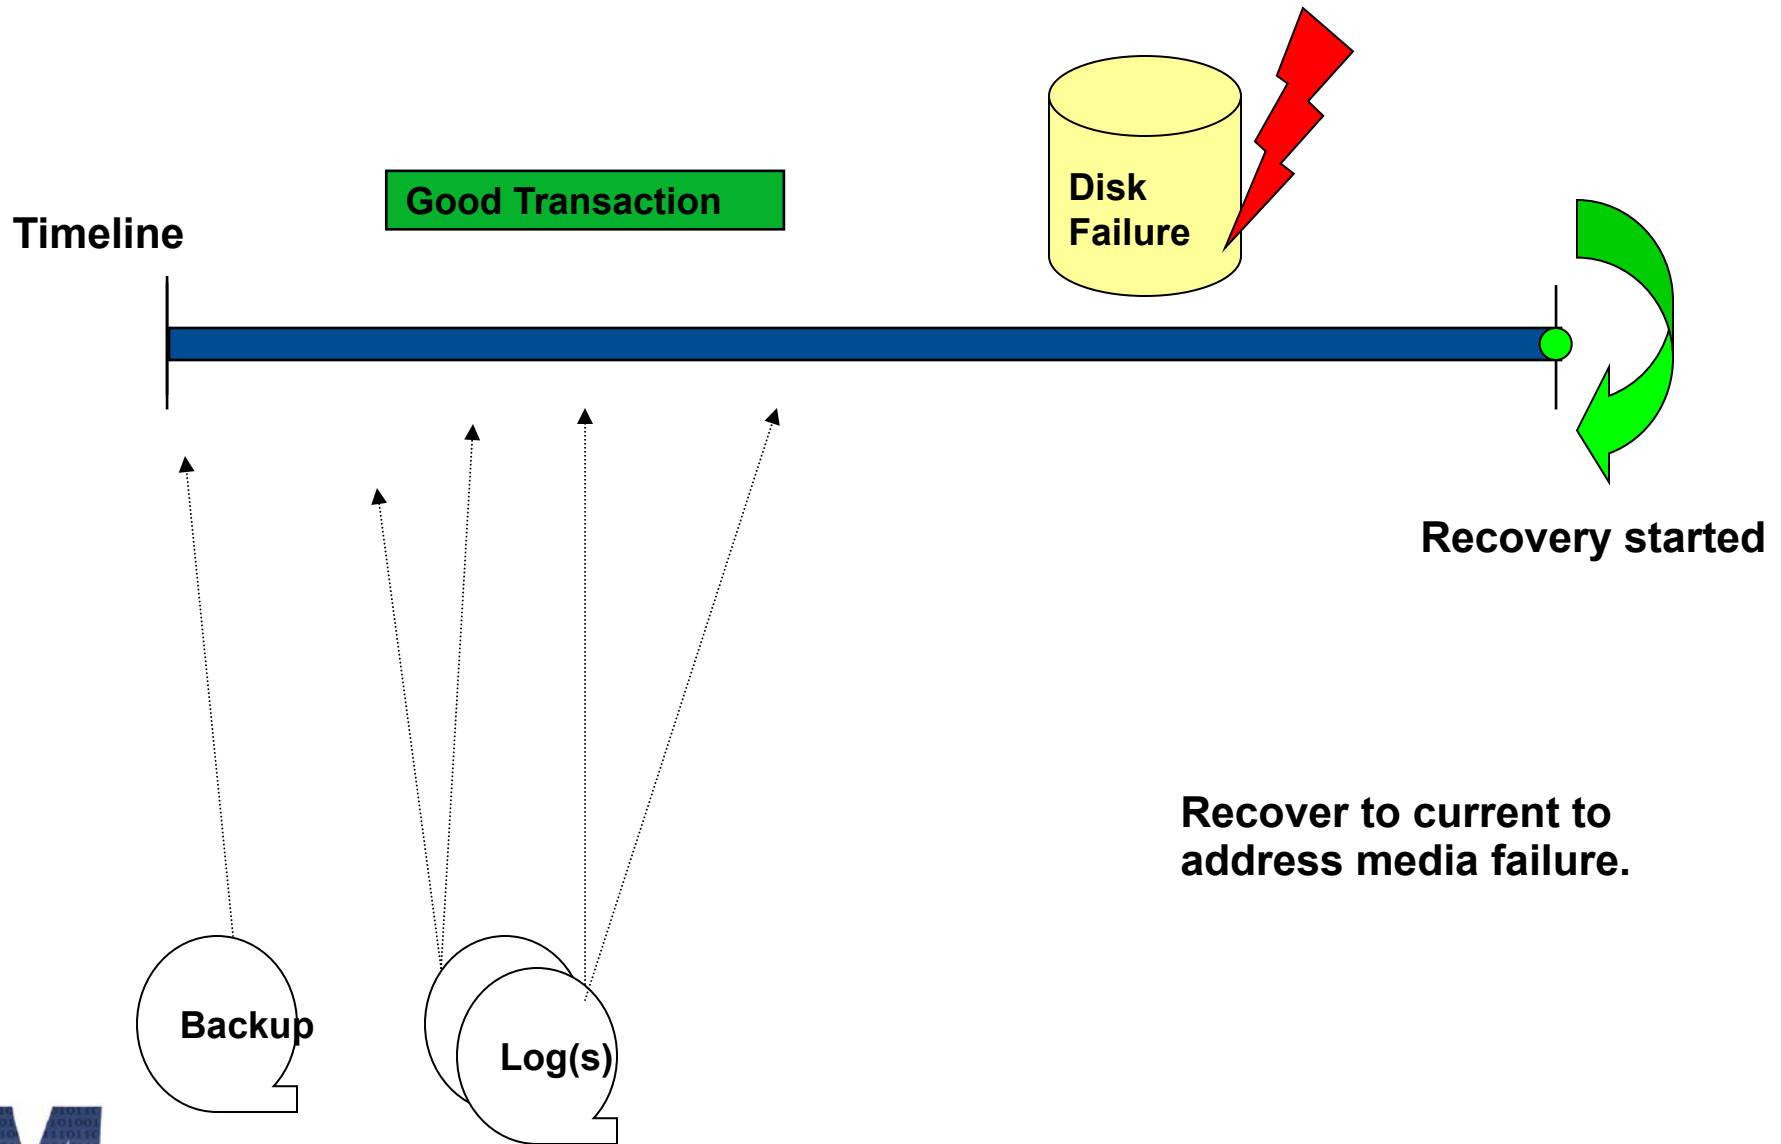 Disk
Failure
Good Transaction
Timeline
Recovery started
Recover to current to
address media failure.
Backup
Log(s)